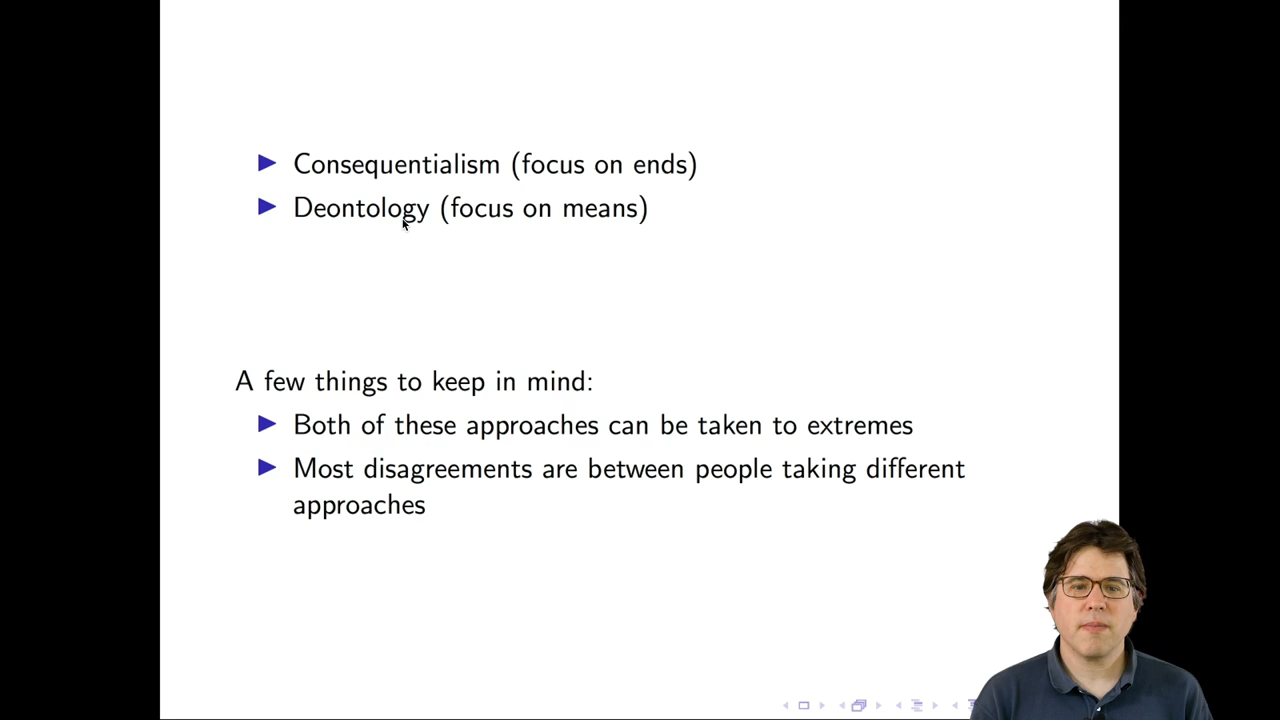 Consequentialism (focus on ends)
Deontology (focus on means)
A few things to keep in mind:
Both of these approaches can be taken to extremes
Most disagreements are between people taking different
approaches